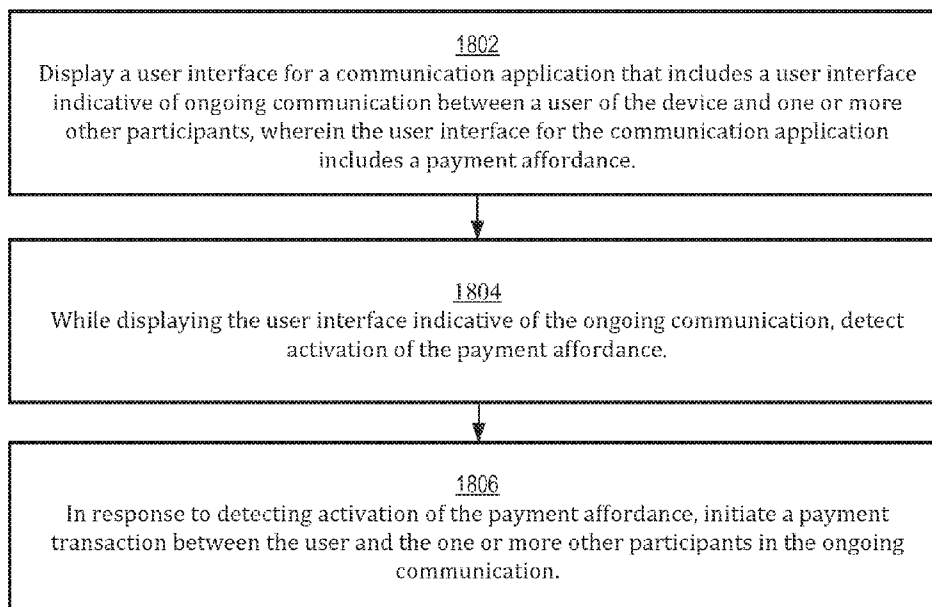 1802
Display a user interface for a communication application that includes a user interface
indicative of ongoing communication between a user of the device and one or more
other participants, wherein the user interface for the communication application
includes a payment affordance.
1804
While displaying the user interface indicative of the ongoing communication, detect
activation of the payment affordance.
1806
In response to detecting activation of the payment affordance, initiate a payment
transaction between the user and the one or more other participants in the ongoing
communication.